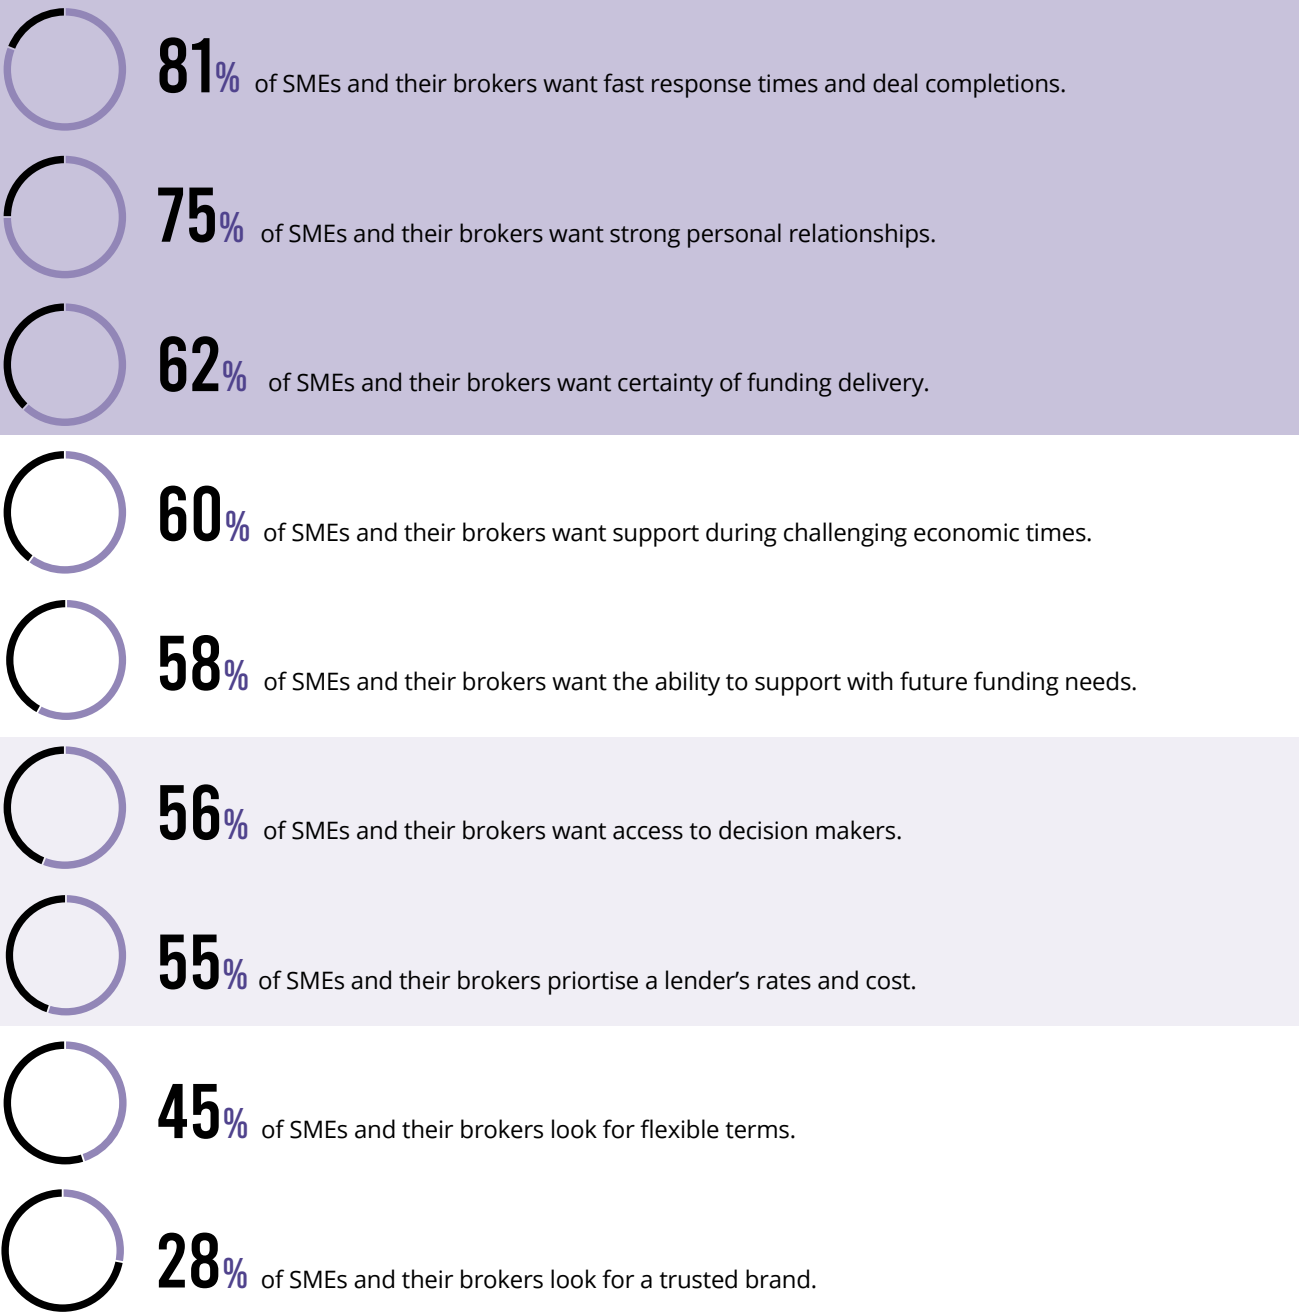 81% of SMEs and their brokers want fast response times and deal completions.
75% of SMEs and their brokers want strong personal relationships.
62% of SMEs and their brokers want certainty of funding delivery.
60% of SMEs and their brokers want support during challenging economic times.
58% of SMEs and their brokers want the ability to support with future funding needs.
56% of SMEs and their brokers want access to decision makers.
55% of SMEs and their brokers priortise a lender’s rates and cost.
45% of SMEs and their brokers look for flexible terms.
28% of SMEs and their brokers look for a trusted brand.